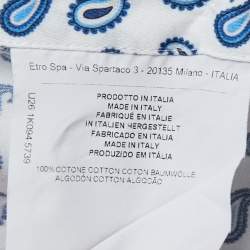 Etro Spa - Via Spartaco 3 - 20135 Milano - ITALIA
PRODOTTO IN ITALIA
MADE IN ITALY
FABRIQUÉ EN ITALIE
IN ITALIEN HERGESTELLT
FABRICADO EN ITALIA
MADE IN ITALY
PRODUZIDO EM ITÁLIA
100% COTONE COTTON COTON BAUMWOLLE
ALGODÓN COTTON ALGODÃO
U26 1K094 5739